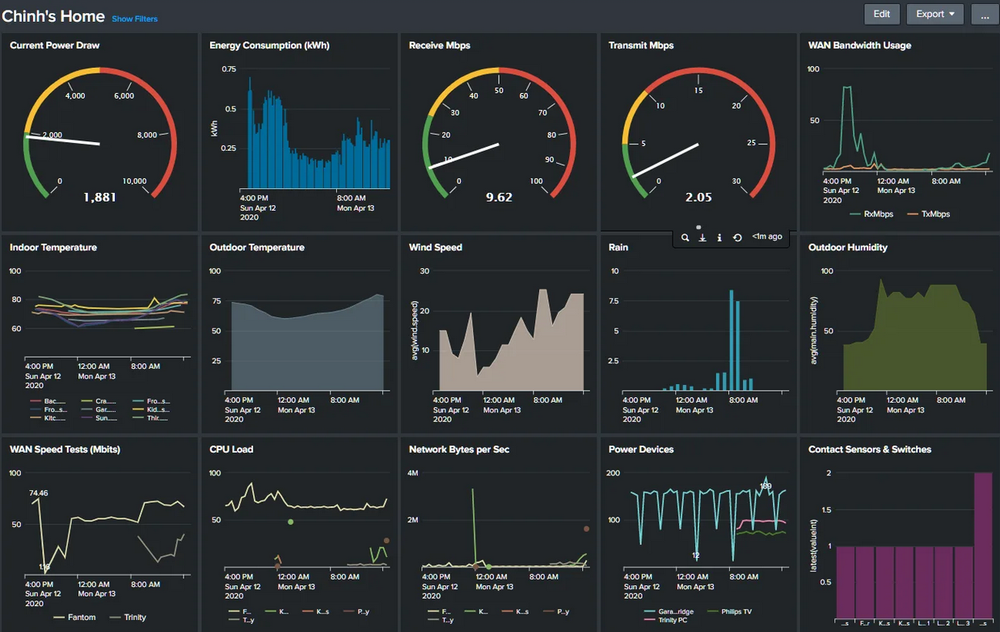 Chinh's Home Show Filters Edit Export ...
Current Power Draw
4,000 6,000
2,000 8,000
0 10,000
1,881
Energy Consumption (kWh)
0.75
0.5
0.25
kWh
4:00 PM 8:00 AM
Sun Apr 12 Mon Apr 13
2020
Receive Mbps
50
40 60
30 70
20 80
10 90
0 100
9.62
Transmit Mbps
15
10 20
5 25
0 30
2.05
<1m ago
WAN Bandwidth Usage
100
50
4:00 PM 12:00 AM 8:00 AM
Sun Apr 12 Mon Apr 13
2020
RxMbps TxMbps
Indoor Temperature
100
80
60
4:00 PM 12:00 AM 8:00 AM
Sun Apr 12 Mon Apr 13
2020
Bac...... Cra...... Fro...s...
Fro...s... Gar...... Kid...s...
Kitc...... Sun...... Thir......
Outdoor Temperature
100
75
50
25
4:00 PM 12:00 AM 8:00 AM
Sun Apr 12 Mon Apr 13
2020
Wind Speed
30
20
10
avg(wind.speed)
4:00 PM 12:00 AM 8:00 AM
Sun Apr 12 Mon Apr 13
2020
Rain
10
7.5
5
2.5
4:00 PM 12:00 AM 8:00 AM
Sun Apr 12 Mon Apr 13
2020
Outdoor Humidity
100
50
avg(main.humidity)
4:00 PM 12:00 AM 8:00 AM
Sun Apr 12 Mon Apr 13
2020
WAN Speed Tests (Mbits)
100
74.46
50
4:00 PM 12:00 AM 8:00 AM
Sun Apr 12 Mon Apr 13
2020
Fantom Trinity
CPU Load
100
50
4:00 PM 12:00 AM 8:00 AM
Sun Apr 12 Mon Apr 13
2020
F... K... K...s P...y
T...y
Network Bytes per Sec
4M
2M
4:00 PM 12:00 AM 8:00 AM
Sun Apr 12 Mon Apr 13
2020
F... K... K...s P...y
T...y
Power Devices
200
189
100
12
4:00 PM 12:00 AM 8:00 AM
Sun Apr 12 Mon Apr 13
2020
Gara...ridge Philips TV
Trinity PC
Contact Sensors & Switches
2
1.5
1
0.5
latest(valueInt)
...s F...r K...s K...s L... 1 L... 2 L... 3 ...s